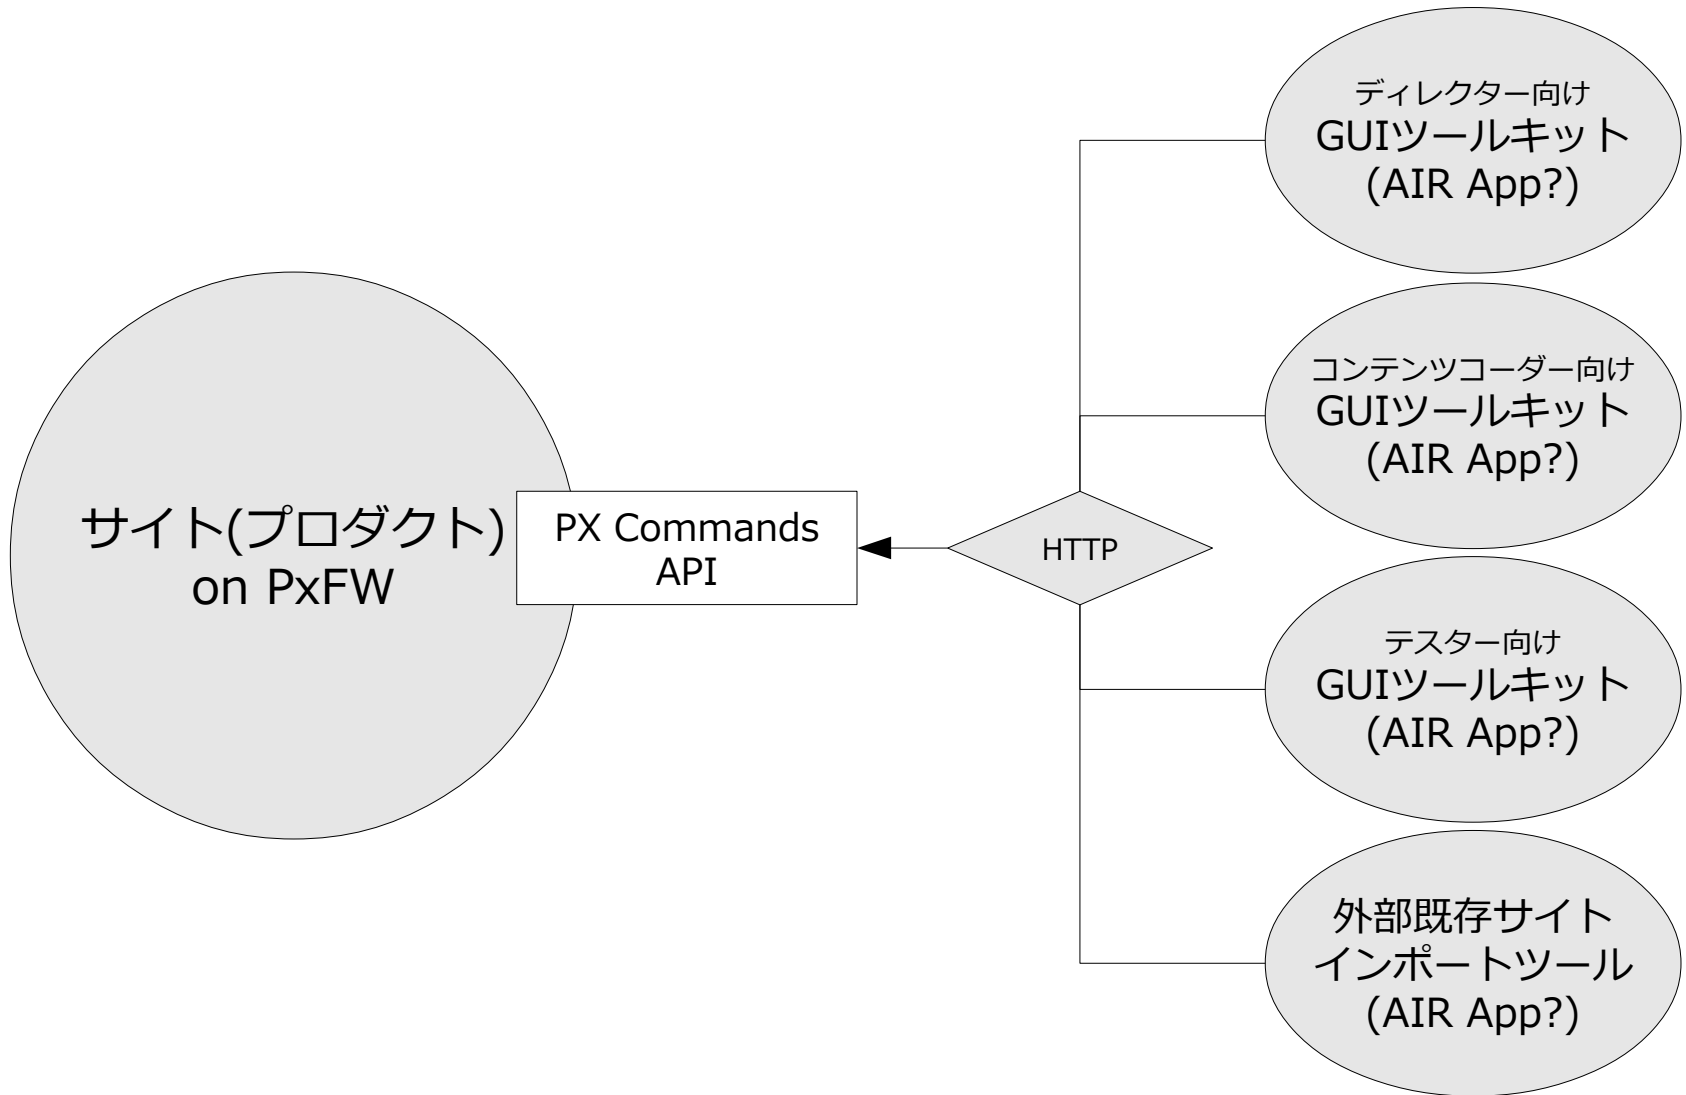 サイト(プロダクト)
on PxFW
PX Commands
API
HTTP
ディレクター向け
GUIツールキット
(AIR App?)
コンテンツコーダー向け
GUIツールキット
(AIR App?)
テスター向け
GUIツールキット
(AIR App?)
外部既存サイト
インポートツール
(AIR App?)